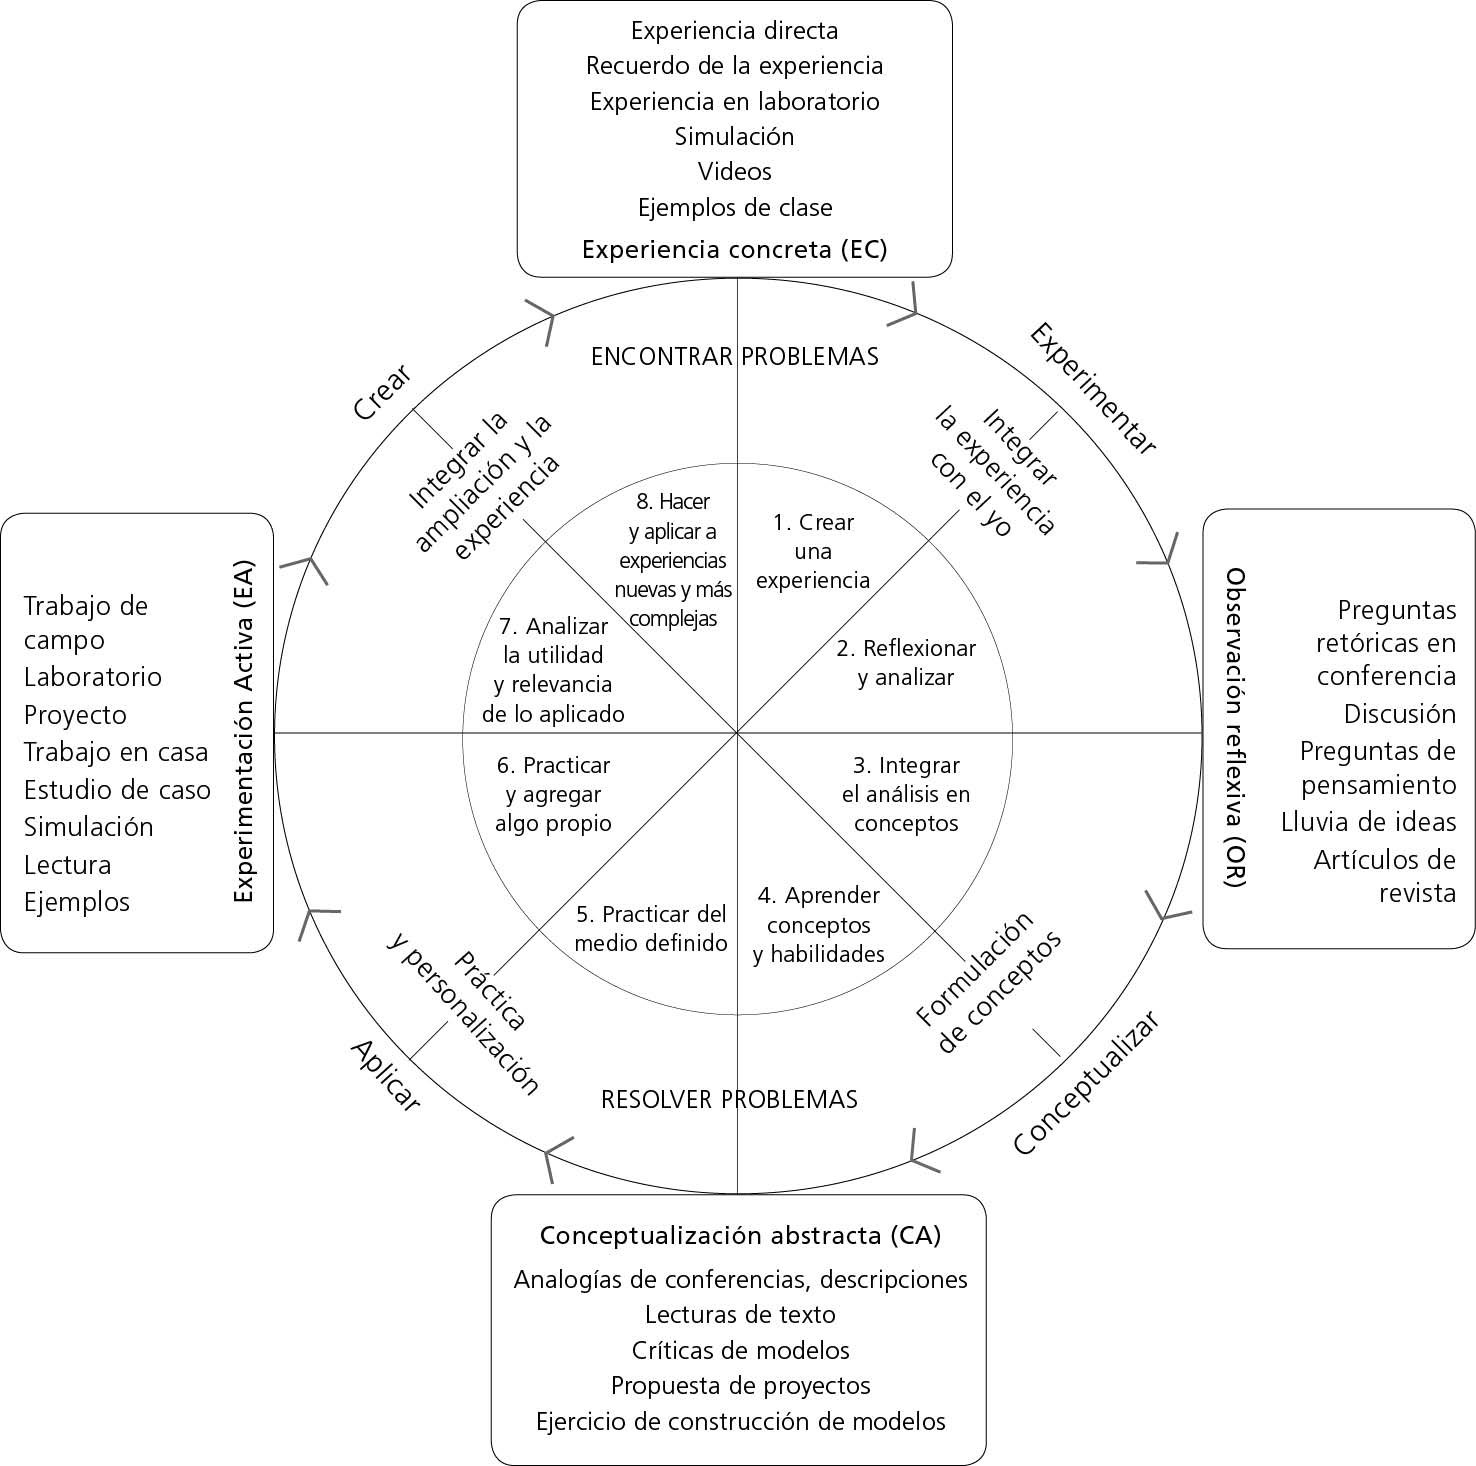 Experiencia directa
Recuerdo de la experiencia
Experiencia en laboratorio
Simulación
Videos
Ejemplos de clase
Experiencia concreta (EC)
ENCONTRAR PROBLEMAS
Crear
Experimentar
Integrar la
ampliación y la
experiencia
Integrar
la experiencia
con el yo
8. Hacer
y aplicar a
experiencias
nuevas y más
complejas
1. Crear
una
experiencia
7. Analizar
la utilidad
y relevancia
de lo aplicado
2. Reflexionar
y analizar
Experimentación Activa (EA)
Trabajo de
campo
Laboratorio
Proyecto
Trabajo en casa
Estudio de caso
Simulación
Lectura
Ejemplos
Observación reflexiva (OR)
Preguntas
retóricas en
conferencia
Discusión
Preguntas de
pensamiento
Lluvia de ideas
Artículos de
revista
6. Practicar
y agregar
algo propio
3. Integrar
el análisis en
conceptos
5. Practicar del
medio definido
4. Aprender
conceptos
y habilidades
Práctica
y personalización
Formulación
de conceptos
Aplicar
Conceptualizar
RESOLVER PROBLEMAS
Conceptualización abstracta (CA)
Analogías de conferencias, descripciones
Lecturas de texto
Críticas de modelos
Propuesta de proyectos
Ejercicio de construcción de modelos